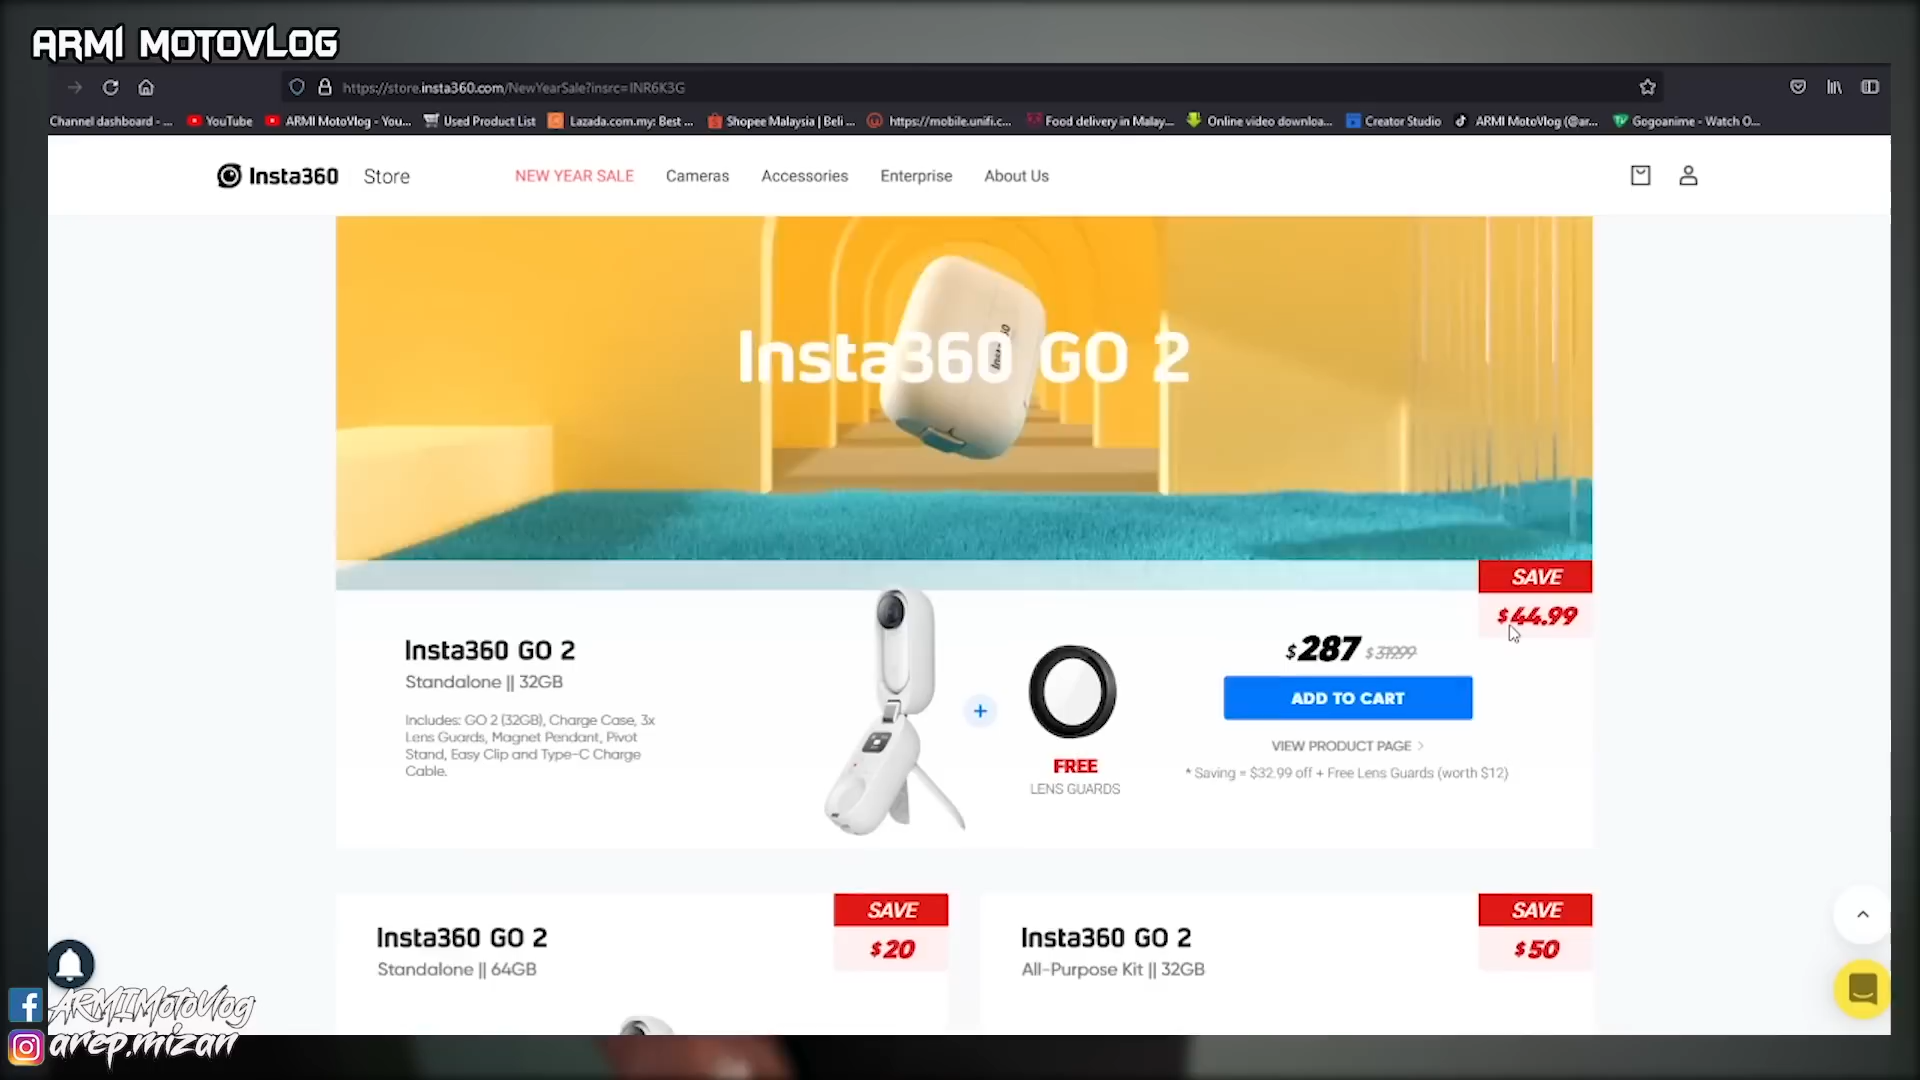 ARMI MOTOVLOG
https://store.insta360.com/NewYearSale?insrc=INR6K3G
Channel dashboard - ...
YouTube
ARMI MotoVlog - You...
Used Product List
Lazada.com.my: Best ...
Shopee Malaysia | Beli ...
https://mobile.unifi.c...
Food delivery in Malay...
Online video downloa...
Creator Studio
ARMI MotoVlog (@ar...
Gogoanime - Watch O...
Insta360
Store
NEW YEAR SALE
Cameras
Accessories
Enterprise
About Us
Insta360 GO 2
SAVE
$44.99
Insta360 GO 2
Standalone || 32GB
Includes: GO 2 (32GB), Charge Case, 3x
Lens Guards, Magnet Pendant, Pivot
Stand, Easy Clip and Type-C Charge
Cable.
FREE
LENS GUARDS
$287 $319.99
ADD TO CART
VIEW PRODUCT PAGE >
* Saving = $32.99 off + Free Lens Guards (worth $12)
Insta360 GO 2
Standalone || 64GB
SAVE
$20
Insta360 GO 2
All-Purpose Kit || 32GB
SAVE
$50
ARMIMotoVlog
arep.mizan